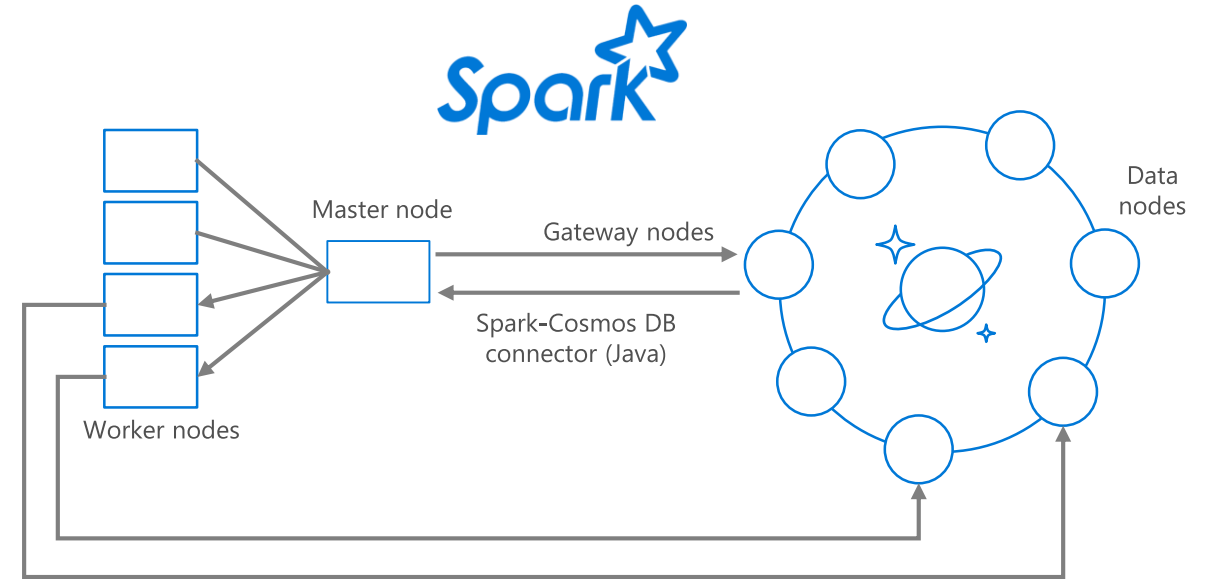 Spark
Master node
Gateway nodes
Data
nodes
Spark-Cosmos DB
connector (Java)
Worker nodes